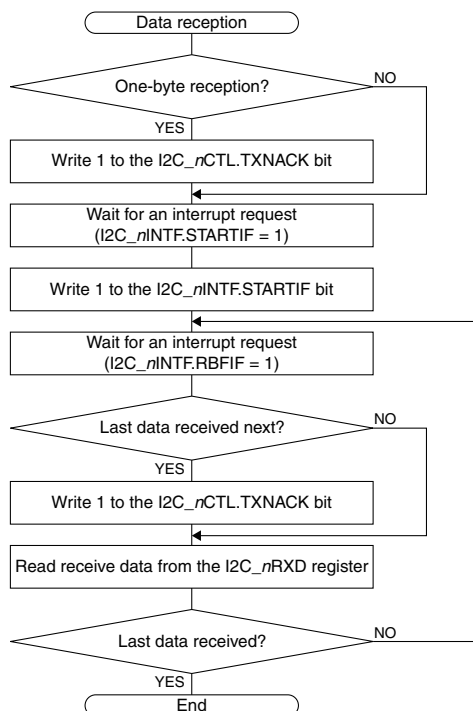 Data reception
One-byte reception?
NO
YES
Write 1 to the I2C_nCTL.TXNACK bit
Wait for an interrupt request
(I2C_nINTF.STARTIF = 1)
Write 1 to the I2C_nINTF.STARTIF bit
Wait for an interrupt request
(I2C_nINTF.RBFIF = 1)
Last data received next?
NO
YES
Write 1 to the I2C_nCTL.TXNACK bit
Read receive data from the I2C_nRXD register
Last data received?
NO
YES
End